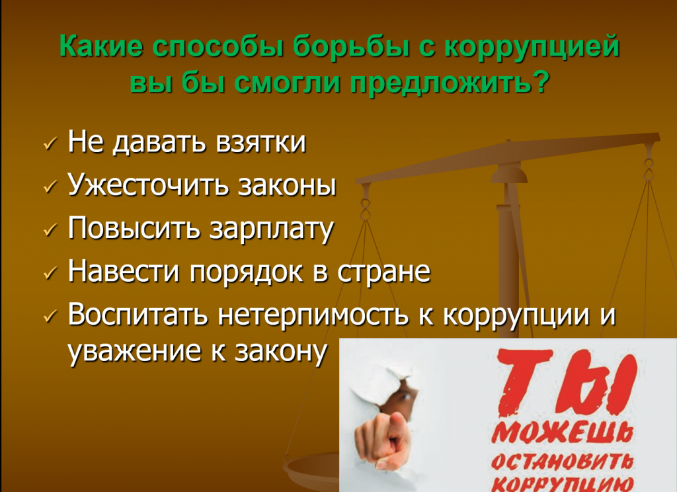 Какие способы борьбы с коррупцией
вы бы смогли предложить?
Не давать взятки
Ужесточить законы
Повысить зарплату
Навести порядок в стране
Воспитать нетерпимость к коррупции и
уважение к закону
ТЫ
МОЖЕШЬ
ОСТАНОВИТЬ
КОРРУПЦИЮ